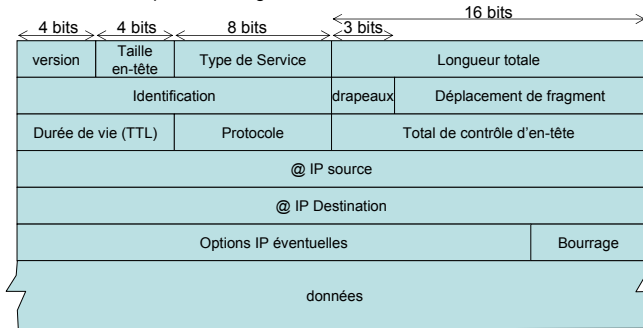 16 bits
4 bits 4 bits 8 bits 3 bits
version Taille en-tête Type de Service Longueur totale
Identification drapeaux Déplacement de fragment
Durée de vie (TTL) Protocole Total de contrôle d'en-tête
@ IP source
@ IP Destination
Options IP éventuelles Bourrage
données